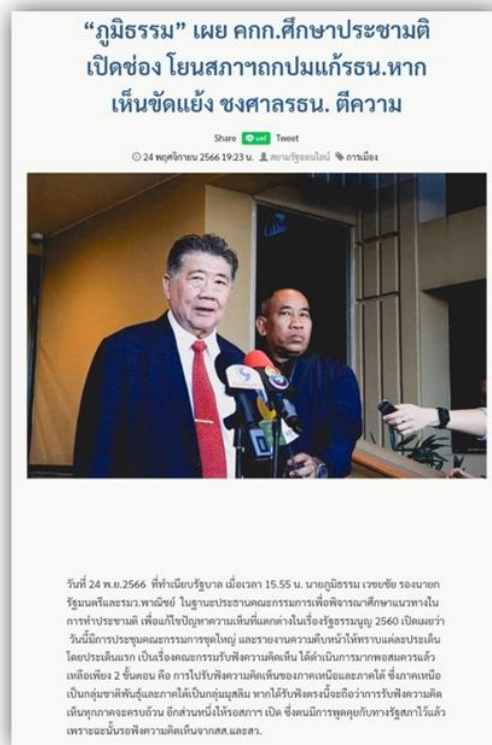 “ภูมิธรรม” เผย คกก.ศึกษาประชามติ
เปิดช่อง โยนสภาฯถกปมแก้รธน.หาก
เห็นขัดแย้ง ชงศาลรธน. ตีความ
Share แชร์ Tweet
24 พฤศจิกายน 2566 19:23 น. สยามรัฐออนไลน์ การเมือง
วันที่ 24 พ.ย.2566 ที่ทำเนียบรัฐบาล เมื่อเวลา 15.55 น. นายภูมิธรรม เวชยชัย รองนายก
รัฐมนตรีและรมว.พาณิชย์ ในฐานะประธานคณะกรรมการเพื่อพิจารณาศึกษาแนวทางใน
การทำประชามติ เพื่อแก้ไขปัญหาความเห็นที่แตกต่างในเรื่องรัฐธรรมนูญ 2560 เปิดเผยว่า
วันนี้มีการประชุมคณะกรรมการชุดใหญ่ และรายงานความคืบหน้าให้ทราบแต่ละประเด็น
โดยประเด็นแรก เป็นเรื่องคณะกรรมรับฟังความคิดเห็น ได้ดำเนินการมากพอสมควรแล้ว
เหลือเพียง 2 ขั้นตอน คือ การไปรับฟังความคิดเห็นของภาคเหนือและภาคใต้ ซึ่งภาคเหนือ
เป็นกลุ่มชาติพันธุ์และภาคใต้เป็นกลุ่มมุสลิม หากได้รับฟังตรงนี้จะถือว่าการรับฟังความคิด
เห็นทุกภาคจะครบถ้วน อีกส่วนหนึ่งให้รอสภาฯ เปิด ซึ่งตนมีการพูดคุยกับทางรัฐสภาไว้แล้ว
เพราะฉะนั้นรอฟังความคิดเห็นจากสส.และสว.